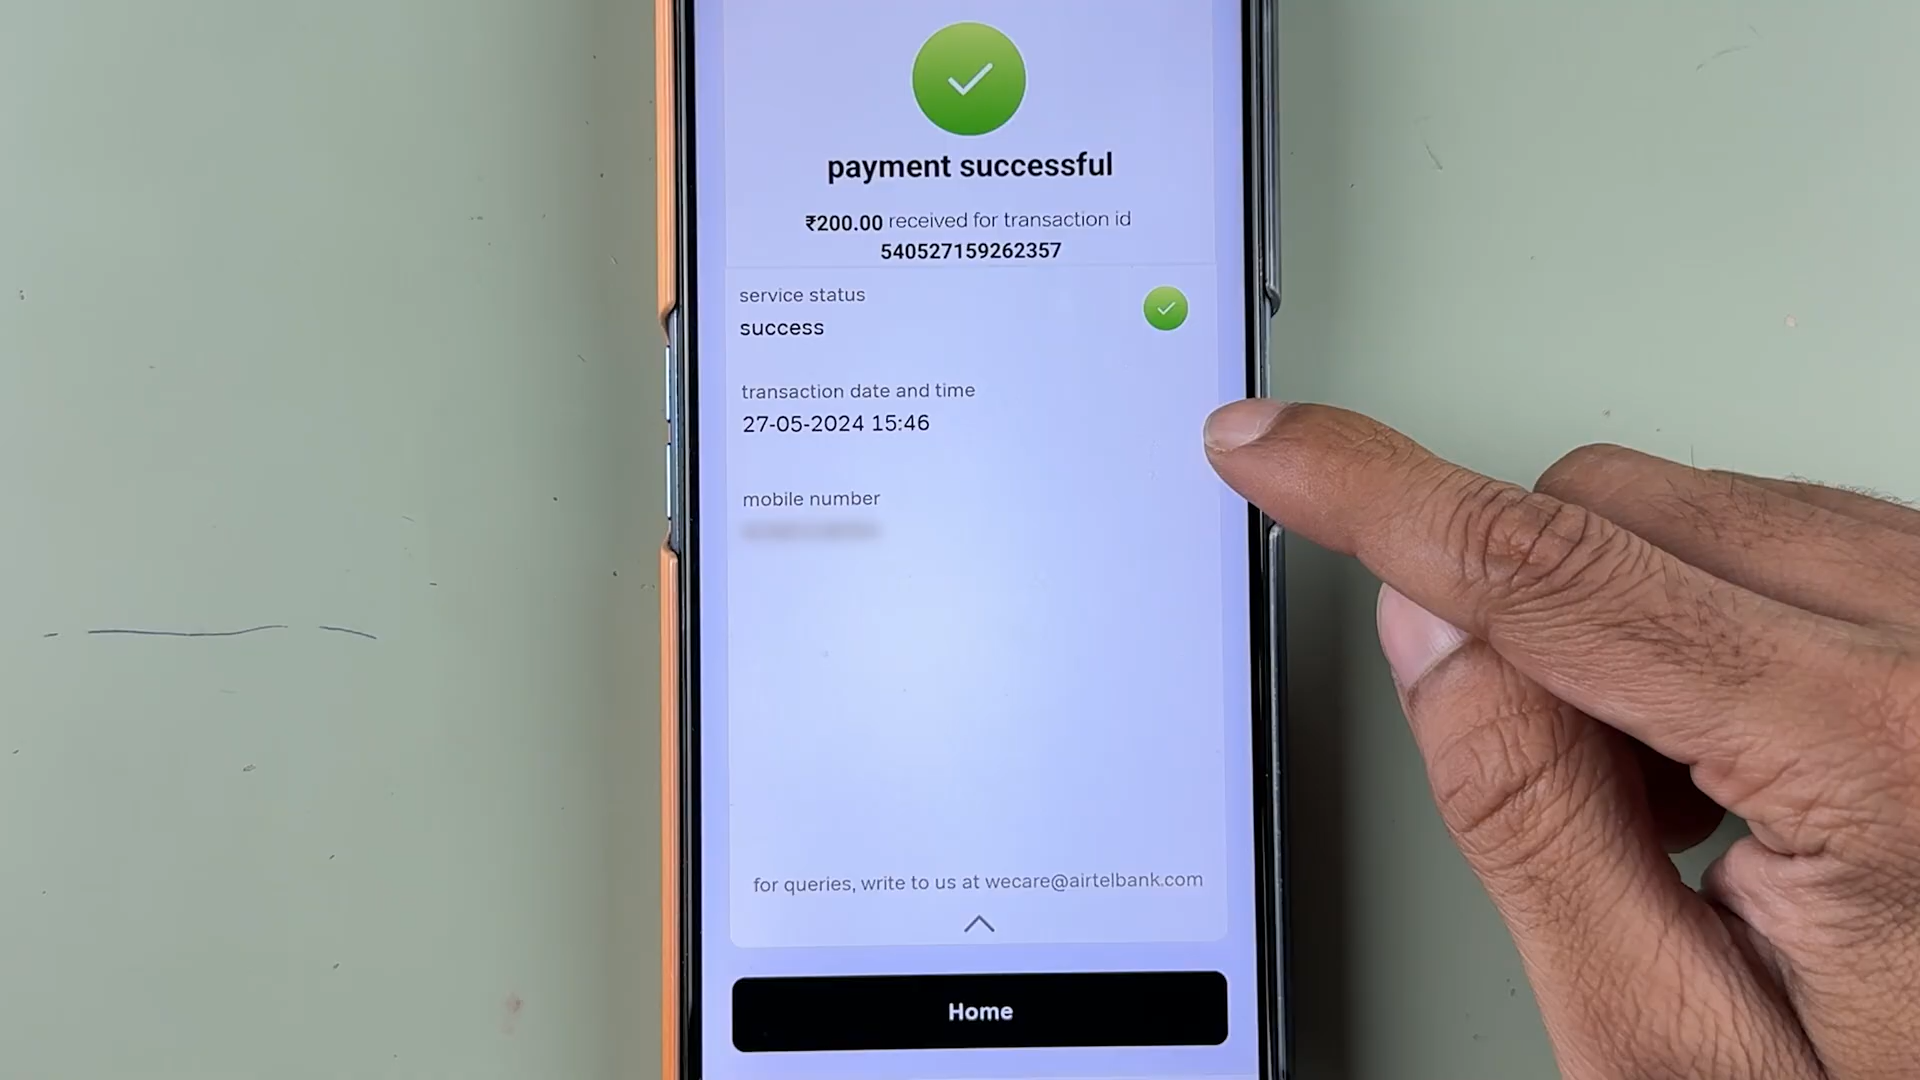 payment successful
₹200.00 received for transaction id
540527159262357
service status
success
transaction date and time
27-05-2024 15:46
mobile number
for queries, write to us at wecare@airtelbank.com
Home